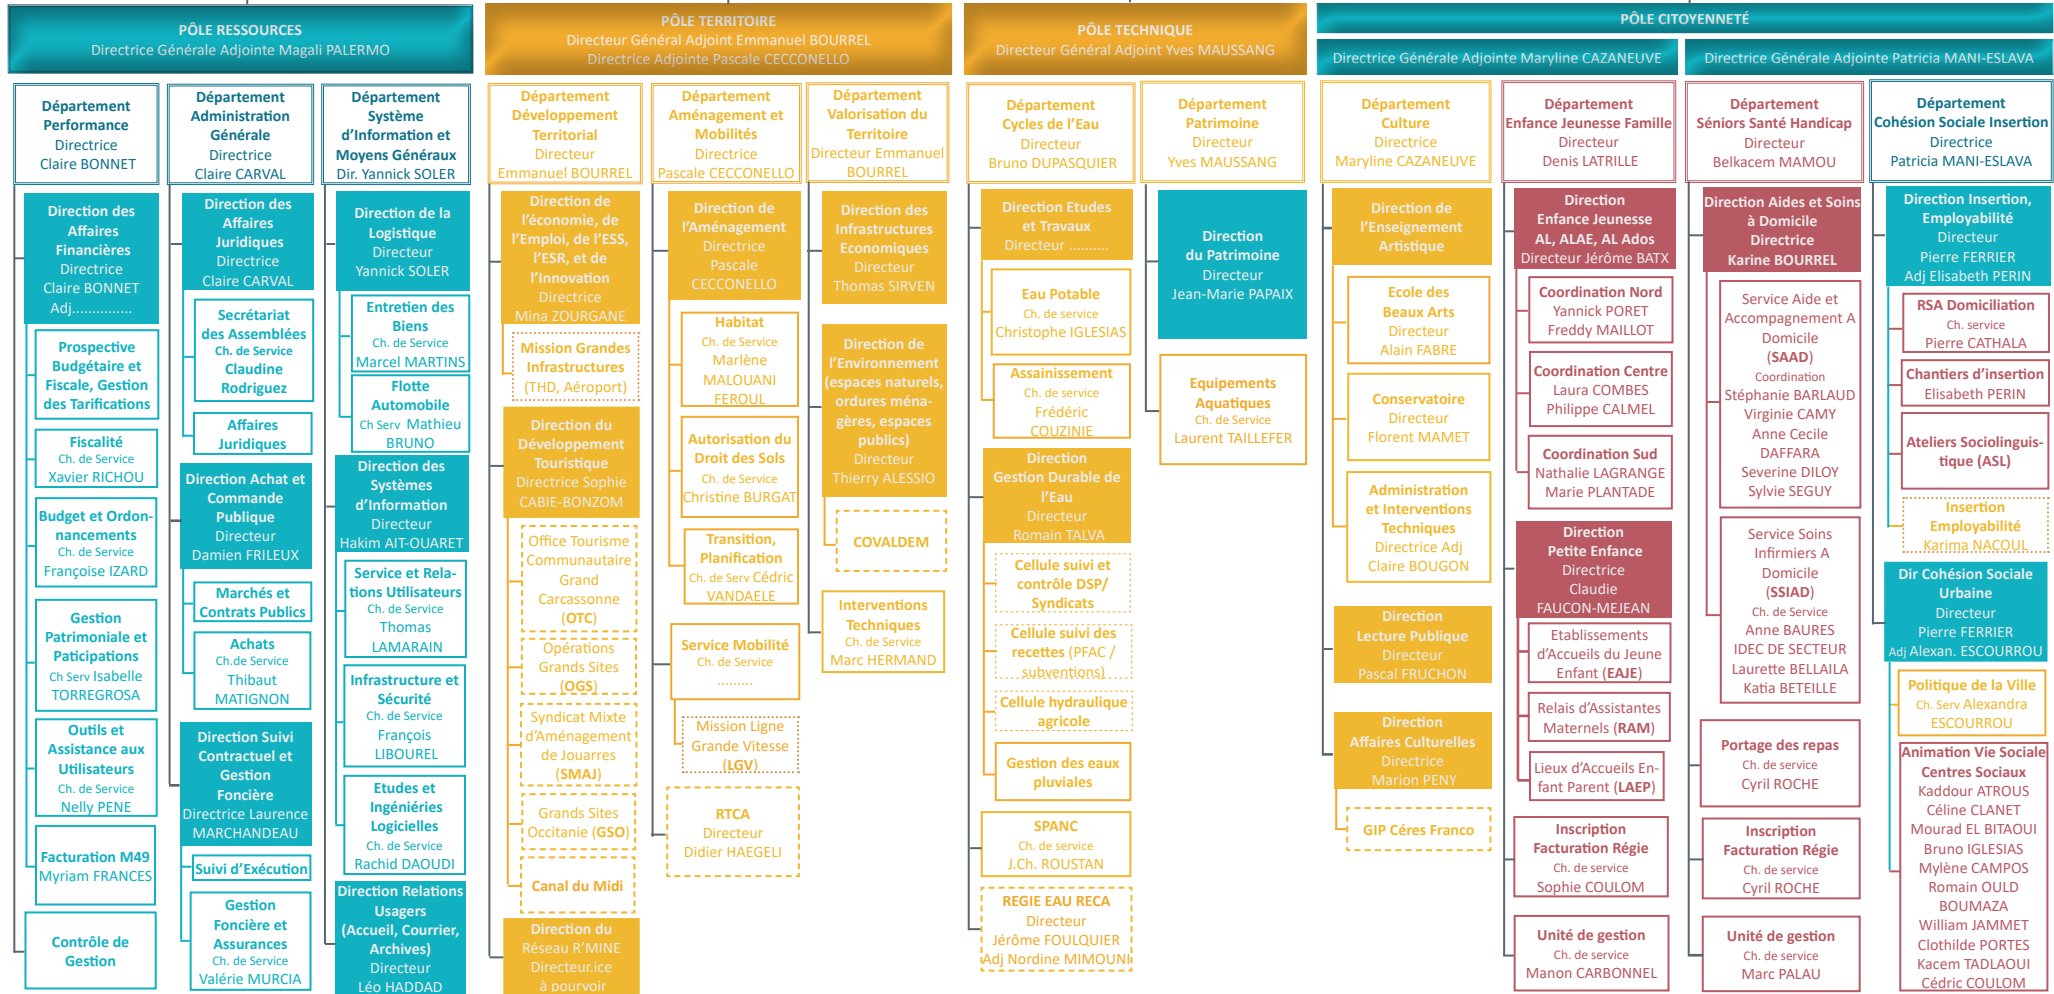 PÔLE RESSOURCES
Directrice Générale Adjointe Magali PALERMO
PÔLE TERRITOIRE
Directeur Général Adjoint Emmanuel BOURREL
Directrice Adjointe Pascale CECCONELLO
PÔLE TECHNIQUE
Directeur Général Adjoint Yves MAUSSANG
PÔLE CITOYENNETÉ
Directrice Générale Adjointe Maryline CAZANEUVE
Directrice Générale Adjointe Patricia MANI-ESLAVA
Département
Performance
Directrice
Claire BONNET
Direction des
Affaires
Financières
Directrice
Claire BONNET
Adj...............
Prospective
Budgétaire et
Fiscale, Gestion
des Tarifications
Fiscalité
Ch. de Service
Xavier RICHOU
Budget et Ordon-
nancements
Ch. de Service
Françoise IZARD
Gestion
Patrimoniale et
Paticipations
Ch Serv Isabelle
TORREGROSA
Outils et
Assistance aux
Utilisateurs
Ch. de Service
Nelly PENE
Facturation M49
Myriam FRANCES
Contrôle de
Gestion
Département
Administration
Générale
Directrice
Claire CARVAL
Direction des
Affaires
Juridiques
Directrice
Claire CARVAL
Secrétariat
des Assemblées
Ch. de Service
Claudine
Rodriguez
Affaires
Juridiques
Direction Achat et
Commande
Publique
Directeur
Damien FRILEUX
Marchés et
Contrats Publics
Achats
Ch.de Service
Thibaut
MATIGNON
Direction Suivi
Contractuel et
Gestion
Foncière
Directrice Laurence
MARCHANDEAU
Suivi d'Exécution
Gestion
Foncière et
Assurances
Ch. de Service
Valérie MURCIA
Département
Système
d'Information et
Moyens Généraux
Dir. Yannick SOLER
Direction de la
Logistique
Directeur
Yannick SOLER
Entretien des
Biens
Ch. de Service
Marcel MARTINS
Flotte
Automobile
Ch Serv Mathieu
BRUNO
Direction des
Systèmes
d'Information
Directeur
Hakim AIT-OUARET
Service et Rela-
tions Utilisateurs
Ch. de Service
Thomas
LAMARAIN
Infrastructure et
Sécurité
Ch. de Service
François
LIBOUREL
Etudes et
Ingéniéries
Logicielles
Ch. de Service
Rachid DAOUDI
Direction Relations
Usagers
(Accueil, Courrier,
Archives)
Directeur
Léo HADDAD
Département
Développement
Territorial
Directeur
Emmanuel BOURREL
Direction de
l'économie, de
l'Emploi, de l'ESS,
l'ESR, et de
l'Innovation
Directrice
Mina ZOURGANE
Mission Grandes
Infrastructures
(THD, Aéroport)
Direction du
Développement
Touristique
Directrice Sophie
CABIE-BONZOM
Office Tourisme
Communautaire
Grand
Carcassonne
(OTC)
Opérations
Grands Sites
(OGS)
Syndicat Mixte
d'Aménagement
de Jouarres
(SMAJ)
Grands Sites
Occitanie (GSO)
Canal du Midi
Direction du
Réseau R'MINE
Directeur.ice
à pourvoir
Département
Aménagement et
Mobilités
Directrice
Pascale CECCONELLO
Direction de
l'Aménagement
Directrice
Pascale
CECCONELLO
Habitat
Ch. de Service
Marlène
MALOUANI
FEROUL
Autorisation du
Droit des Sols
Ch. de Service
Christine BURGAT
Transition,
Planification
Ch. de Serv Cédric
VANDAELE
Service Mobilité
Ch. de Service
.........
Mission Ligne
Grande Vitesse
(LGV)
RTCA
Directeur
Didier HAEGELI
Département
Valorisation du
Territoire
Directeur Emmanuel
BOURREL
Direction des
Infrastructures
Economiques
Directeur
Thomas SIRVEN
Direction de
l'Environnement
(espaces naturels,
ordures ména-
gères, espaces
publics)
Directeur
Thierry ALESSIO
COVALDEM
Interventions
Techniques
Ch. de Service
Marc HERMAND
Département
Cycles de l'Eau
Directeur
Bruno DUPASQUIER
Direction Etudes
et Travaux
Directeur ..........
Eau Potable
Ch. de service
Christophe IGLESIAS
Assainissement
Ch. de service
Frédéric
COUZINIE
Direction
Gestion Durable de
l'Eau
Directeur
Romain TALVA
Cellule suivi et
contrôle DSP/
Syndicats
Cellule suivi des
recettes (PFAC /
subventions)
Cellule hydraulique
agricole
Gestion des eaux
pluviales
SPANC
Ch. de service
J.Ch. ROUSTAN
REGIE EAU RECA
Directeur
Jérôme FOULQUIER
Adj Nordine MIMOUNI
Département
Patrimoine
Directeur
Yves MAUSSANG
Direction
du Patrimoine
Directeur
Jean-Marie PAPAIX
Equipements
Aquatiques
Ch. de Service
Laurent TAILLEFER
Département
Culture
Directrice
Maryline CAZANEUVE
Direction de
l'Enseignement
Artistique
Ecole des
Beaux Arts
Directeur
Alain FABRE
Conservatoire
Directeur
Florent MAMET
Administration
et Interventions
Techniques
Directrice Adj
Claire BOUGON
Direction
Lecture Publique
Directeur
Pascal FRUCHON
Direction
Affaires Culturelles
Directrice
Marion PENY
GIP Céres Franco
Département
Enfance Jeunesse Famille
Directeur
Denis LATRILLE
Direction
Enfance Jeunesse
AL, ALAE, AL Ados
Directeur Jérôme BATX
Coordination Nord
Yannick PORET
Freddy MAILLOT
Coordination Centre
Laura COMBES
Philippe CALMEL
Coordination Sud
Nathalie LAGRANGE
Marie PLANTADE
Direction
Petite Enfance
Directrice
Claudie
FAUCON-MEJEAN
Etablissements
d'Accueils du Jeune
Enfant (EAJE)
Relais d'Assistantes
Maternels (RAM)
Lieux d'Accueils En-
fant Parent (LAEP)
Inscription
Facturation Régie
Ch. de service
Sophie COULOM
Unité de gestion
Ch. de service
Manon CARBONNEL
Département
Séniors Santé Handicap
Directeur
Belkacem MAMOU
Direction Aides et Soins
à Domicile
Directrice
Karine BOURREL
Service Aide et
Accompagnement A
Domicile
(SAAD)
Coordination
Stéphanie BARLAUD
Virginie CAMY
Anne Cecile
DAFFARA
Severine DILOY
Sylvie SEGUY
Service Soins
Infirmiers A
Domicile
(SSIAD)
Ch. de Service
Anne BAURES
IDEC DE SECTEUR
Laurette BELLAILA
Katia BETEILLE
Portage des repas
Ch. de service
Cyril ROCHE
Inscription
Facturation Régie
Ch. de service
Cyril ROCHE
Unité de gestion
Ch. de service
Marc PALAU
Département
Cohésion Sociale Insertion
Directrice
Patricia MANI-ESLAVA
Direction Insertion,
Employabilité
Directeur
Pierre FERRIER
Adj Elisabeth PERIN
RSA Domiciliation
Ch. service
Pierre CATHALA
Chantiers d'insertion
Elisabeth PERIN
Ateliers Sociolinguis-
tique (ASL)
Insertion
Employabilité
Karima NACOUL
Dir Cohésion Sociale
Urbaine
Directeur
Pierre FERRIER
Adj Alexan. ESCOURROU
Politique de la Ville
Ch. Serv Alexandra
ESCOURROU
Animation Vie Sociale
Centres Sociaux
Kaddour ATROUS
Céline CLANET
Mourad EL BITAOUI
Bruno IGLESIAS
Mylène CAMPOS
Romain OULD
BOUMAZA
William JAMMET
Clothilde PORTES
Kacem TADLAOUI
Cédric COULOM